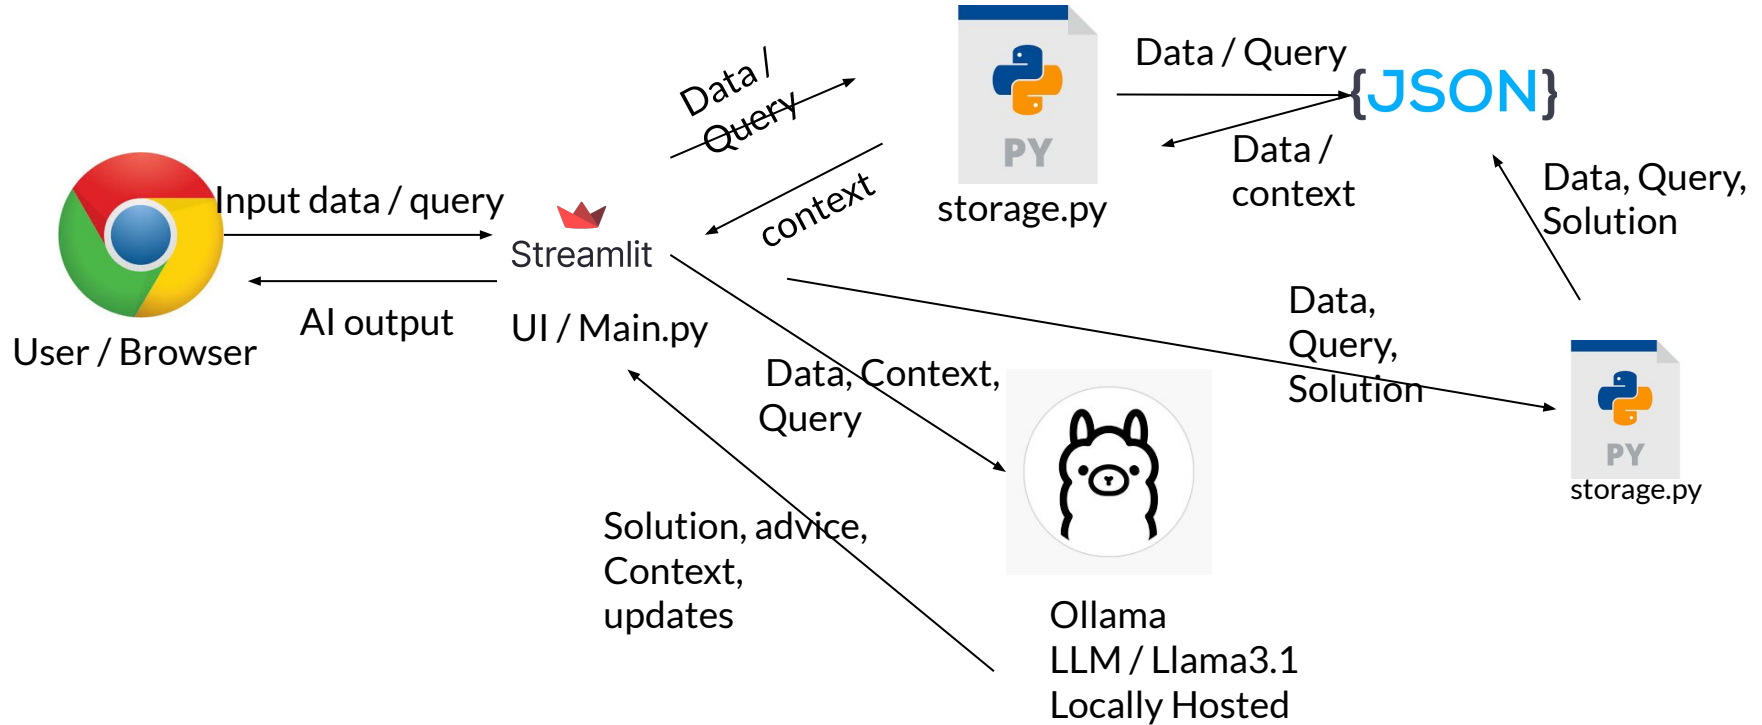 Data /
Query
PY
storage.py
Data / Query
{JSON}
Data /
context
Data, Query,
Solution
Input data / query
context
Streamlit
AI output
UI / Main.py
User / Browser
Data,
Query,
Solution
Data, Context,
Query
PY
storage.py
Solution, advice,
Context,
updates
Ollama
LLM / Llama3.1
Locally Hosted